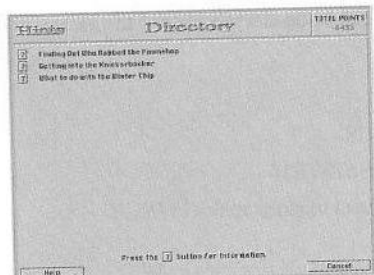 Hints
Directory
TOTAL POINTS
? Finding Out Who Robbed the Pawnshop
? Getting into the Knickerbocker
? What to do with the Hunter Chip
Press the ? button for information.
Help
Cancel